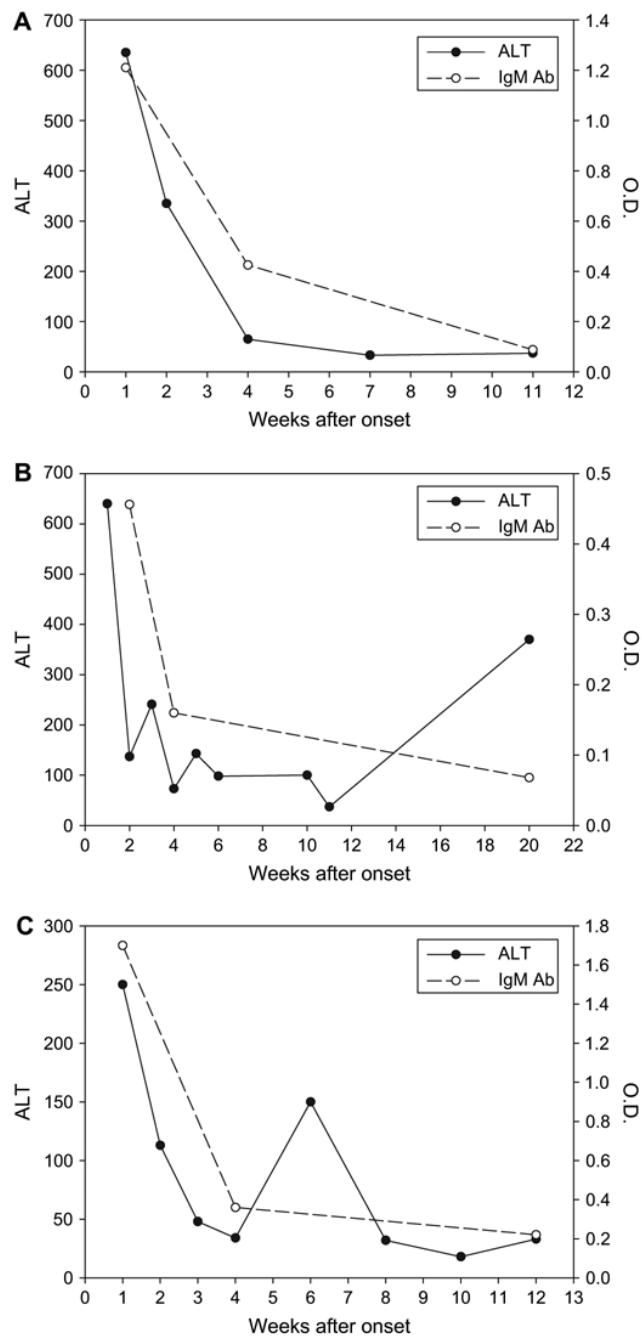 A
700
600
500
400
300
200
100
0
ALT
ALT
IgM Ab
1.4
1.2
1.0
0.8
0.6
0.4
0.2
0.0
O.D.
0 1 2 3 4 5 6 7 8 9 10 11 12
Weeks after onset
B
700
600
500
400
300
200
100
0
ALT
ALT
IgM Ab
0.5
0.4
0.3
0.2
0.1
0.0
O.D.
0 2 4 6 8 10 12 14 16 18 20 22
Weeks after onset
C
300
250
200
150
100
50
0
ALT
ALT
IgM Ab
1.8
1.6
1.4
1.2
1.0
0.8
0.6
0.4
0.2
0.0
O.D.
0 1 2 3 4 5 6 7 8 9 10 11 12 13
Weeks after onset